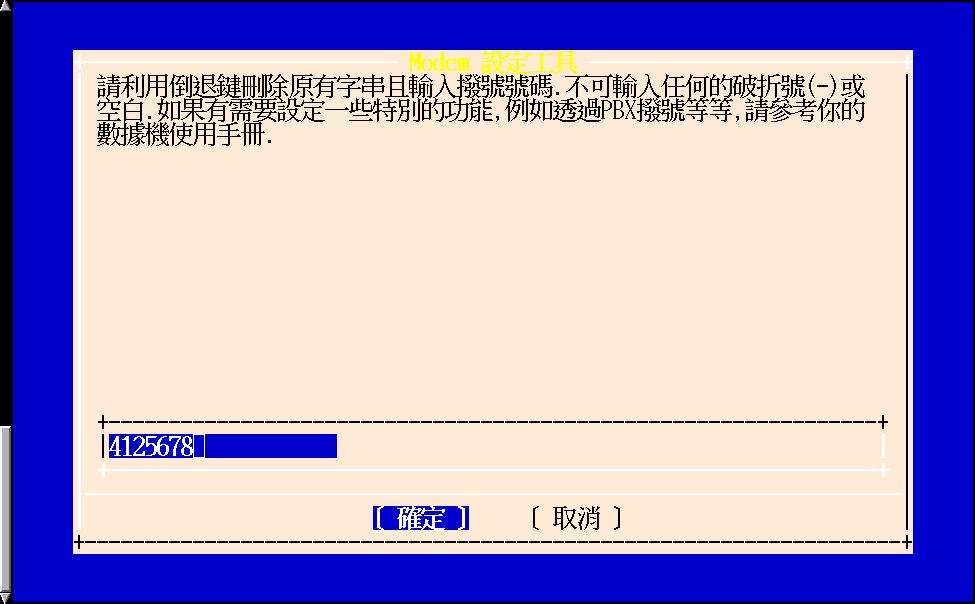 Modem 設定工具
請利用倒退鍵刪除原有字串且輸入撥號號碼.不可輸入任何的破折號(-)或
空白.如果有需要設定一些特別的功能,例如透過PBX撥號等等,請參考你的
數據機使用手冊.
4125678
[ 確定 ] [ 取消 ]